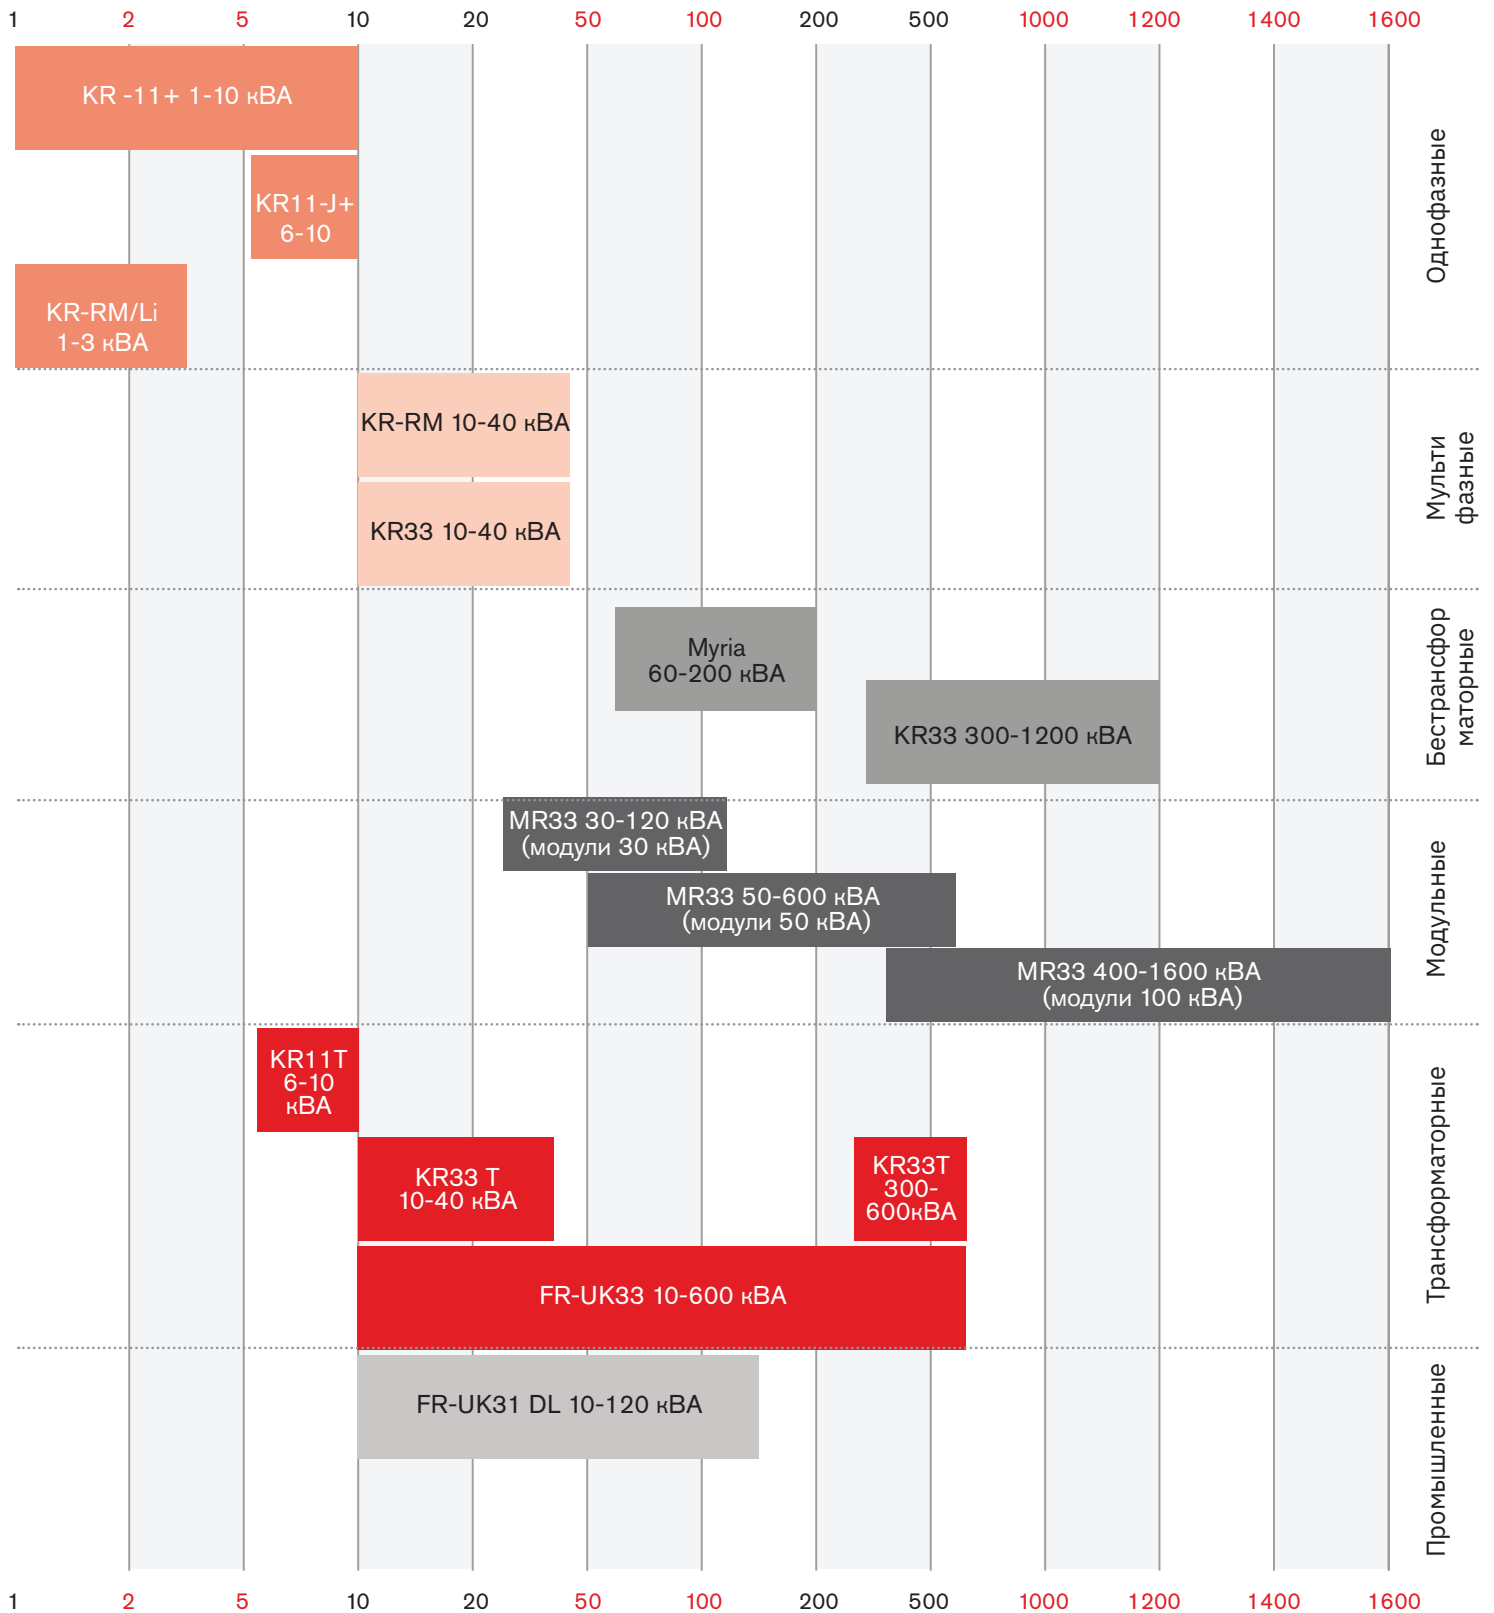 1 2 5 10 20 50 100 200 500 1000 1200 1400 1600
KR -11+ 1-10 кВА
KR11-J+
6-10
KR-RM/Li
1-3 кВА
Однофазные
KR-RM 10-40 кВА
KR33 10-40 кВА
Мульти
фазные
Myria
60-200 кВА
KR33 300-1200 кВА
Бестрансфор
маторные
MR33 30-120 кВА
(модули 30 кВА)
MR33 50-600 кВА
(модули 50 кВА)
MR33 400-1600 кВА
(модули 100 кВА)
Модульные
KR11T
6-10
кВА
KR33 T
10-40 кВА
KR33T
300-
600кВА
FR-UK33 10-600 кВА
Трансформаторные
FR-UK31 DL 10-120 кВА
Промышленные
1 2 5 10 20 50 100 200 500 1000 1200 1400 1600